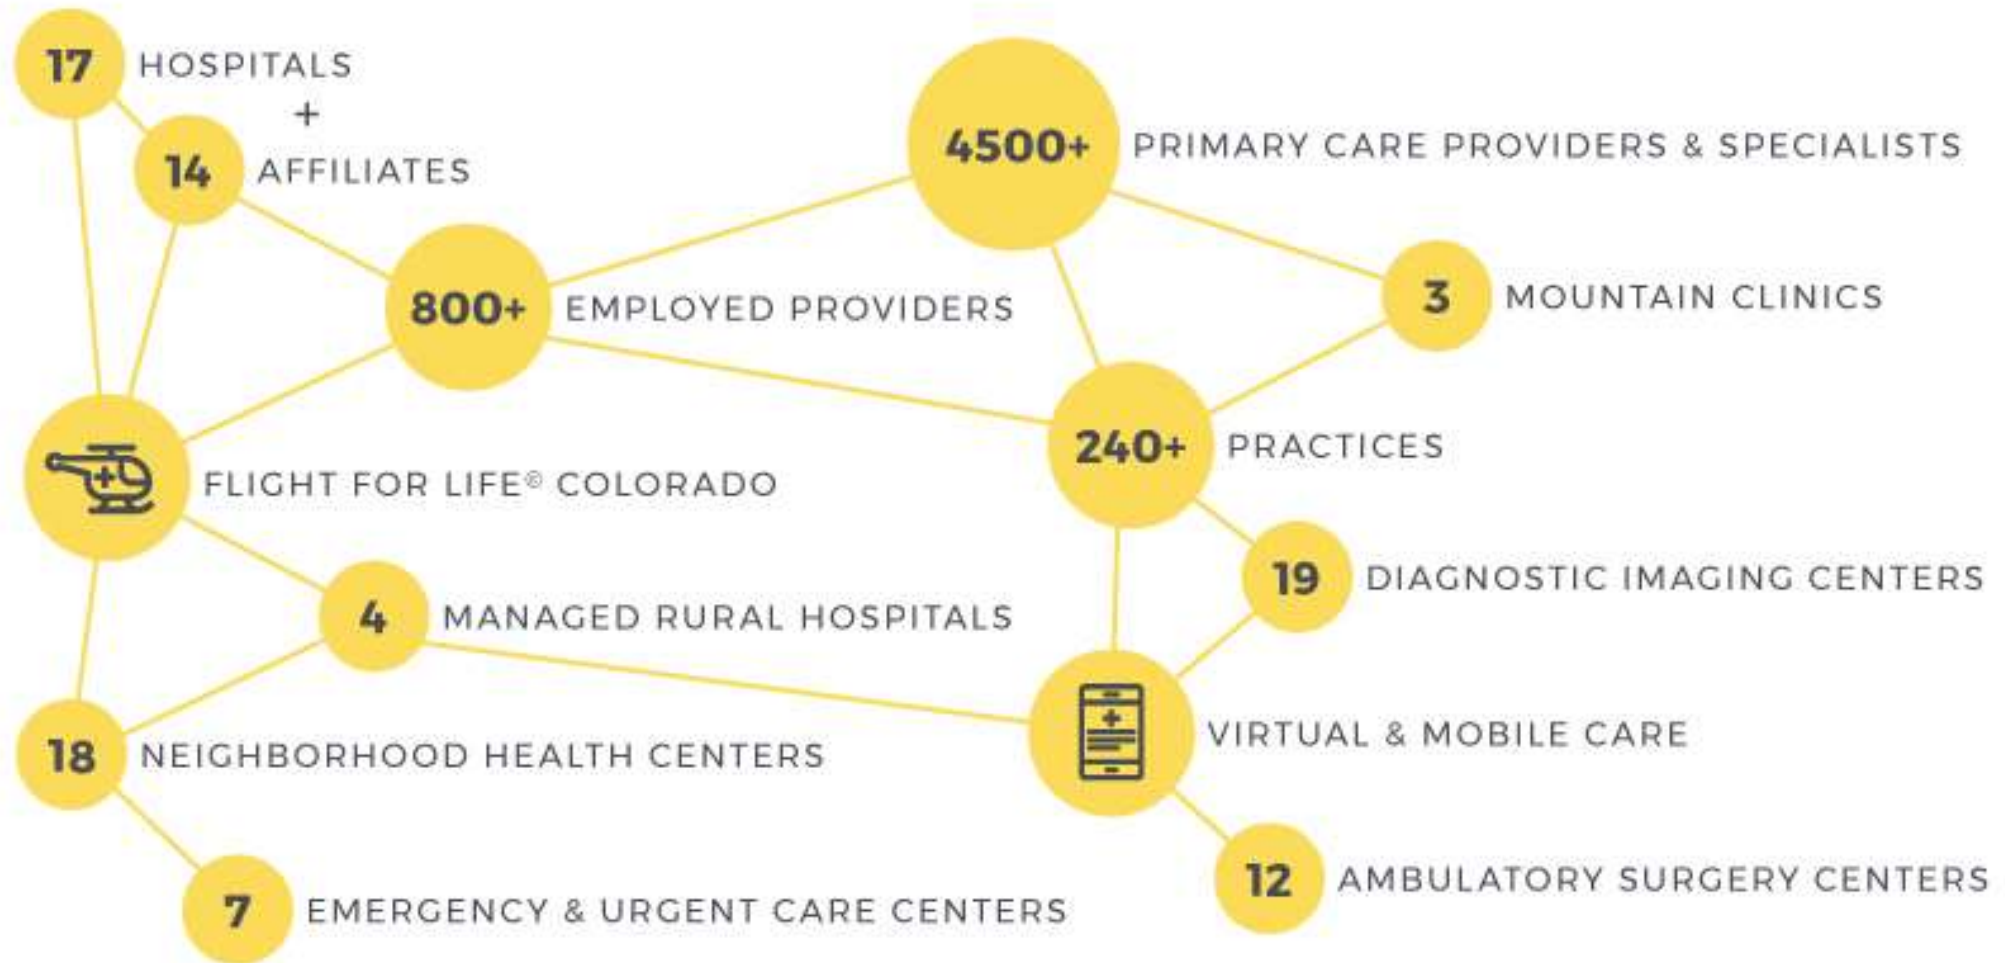 17 HOSPITALS
+
14 AFFILIATES
800+ EMPLOYED PROVIDERS
FLIGHT FOR LIFE© COLORADO
4 MANAGED RURAL HOSPITALS
18 NEIGHBORHOOD HEALTH CENTERS
7 EMERGENCY & URGENT CARE CENTERS
4500+ PRIMARY CARE PROVIDERS & SPECIALISTS
3 MOUNTAIN CLINICS
240+ PRACTICES
19 DIAGNOSTIC IMAGING CENTERS
VIRTUAL & MOBILE CARE
12 AMBULATORY SURGERY CENTERS